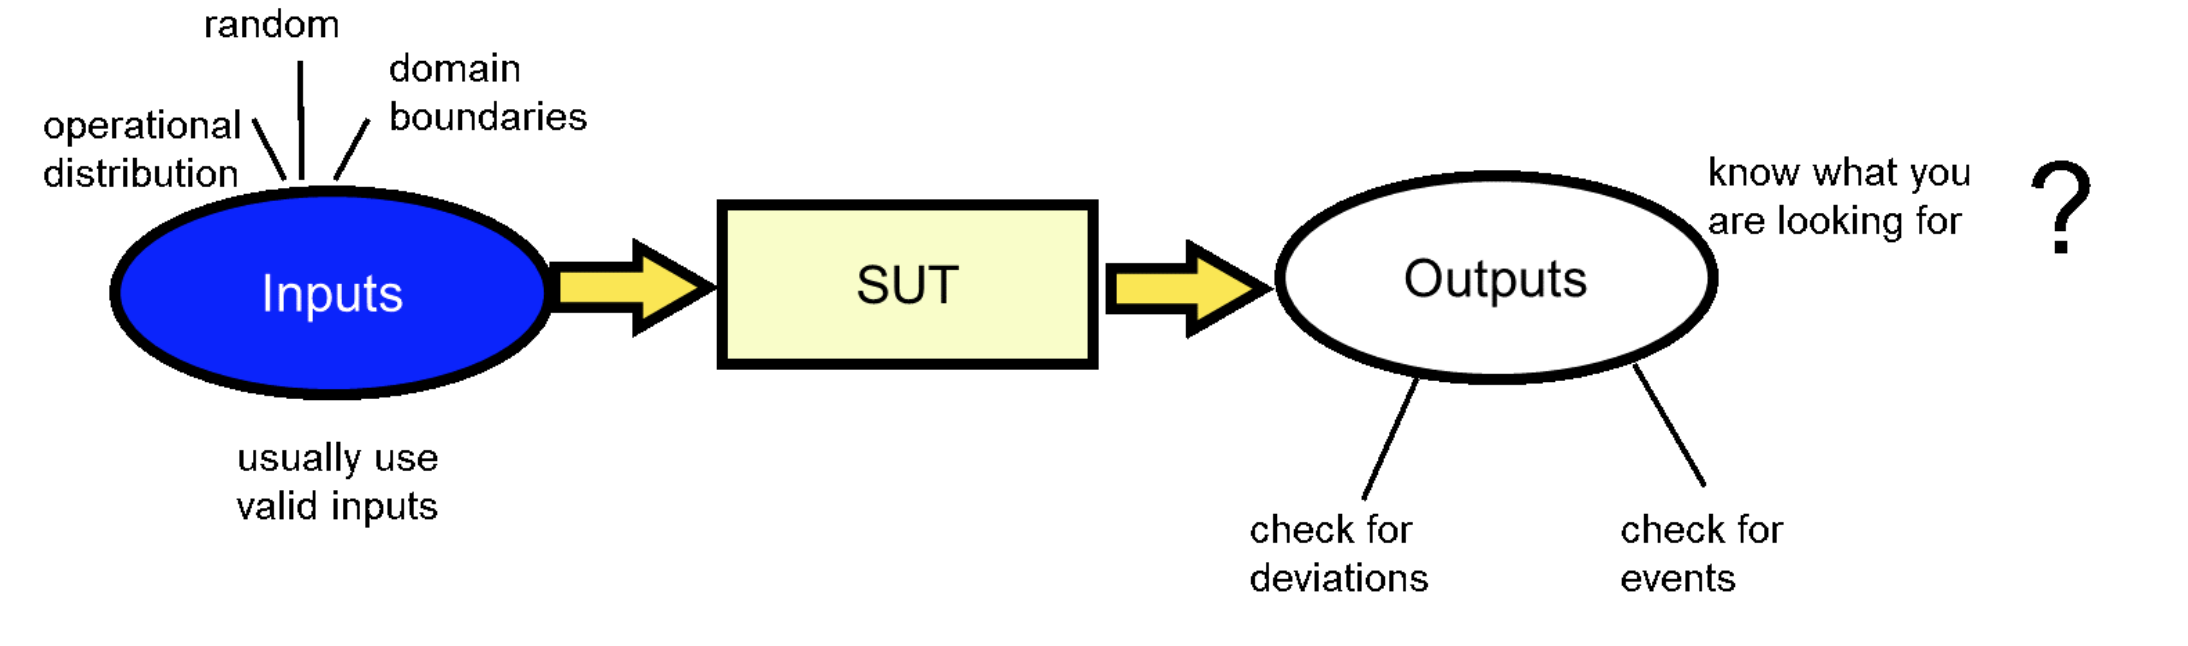 random
domain
boundaries
operational
distribution
Inputs
usually use
valid inputs
SUT
Outputs
know what you
are looking for
?
check for
deviations
check for
events